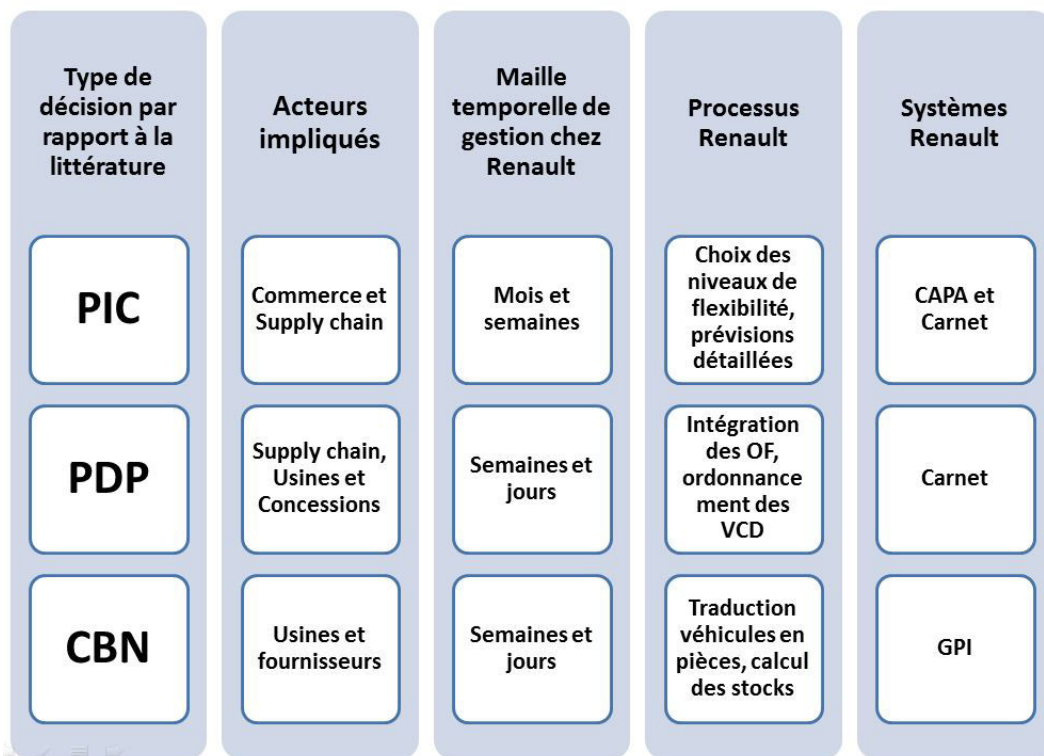 Type de
décision par
rapport à la
littérature
Acteurs
impliqués
Maille
temporelle de
gestion chez
Renault
Processus
Renault
Systèmes
Renault
PIC
Commerce et
Supply chain
Mois et
semaines
Choix des
niveaux de
flexibilité,
prévisions
détaillées
CAPA et
Carnet
PDP
Supply chain,
Usines et
Concessions
Semaines et
jours
Intégration
des OF,
ordonnance
ment des
VCD
Carnet
CBN
Usines et
fournisseurs
Semaines et
jours
Traduction
véhicules en
pièces, calcul
des stocks
GPI